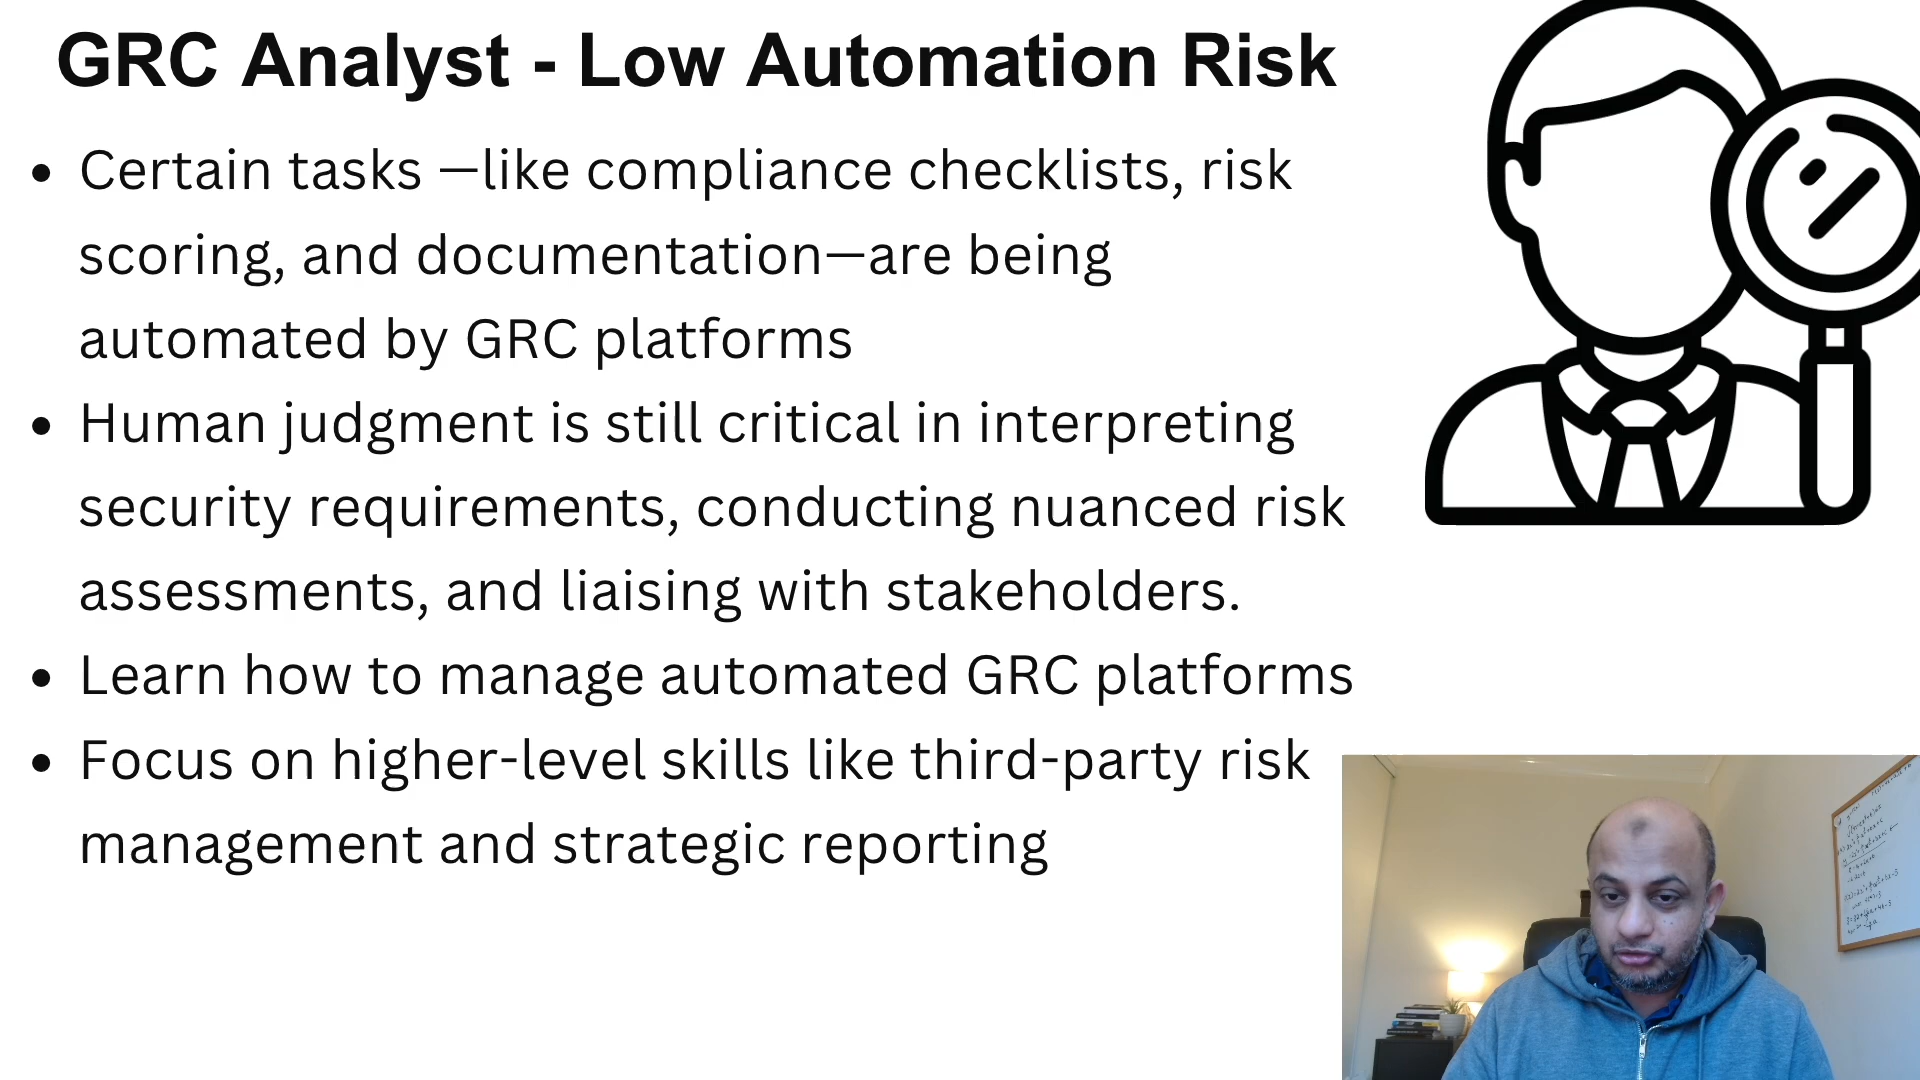 GRC Analyst - Low Automation Risk
• Certain tasks —like compliance checklists, risk
scoring, and documentation—are being
automated by GRC platforms
• Human judgment is still critical in interpreting
security requirements, conducting nuanced risk
assessments, and liaising with stakeholders.
• Learn how to manage automated GRC platforms
• Focus on higher-level skills like third-party risk
management and strategic reporting